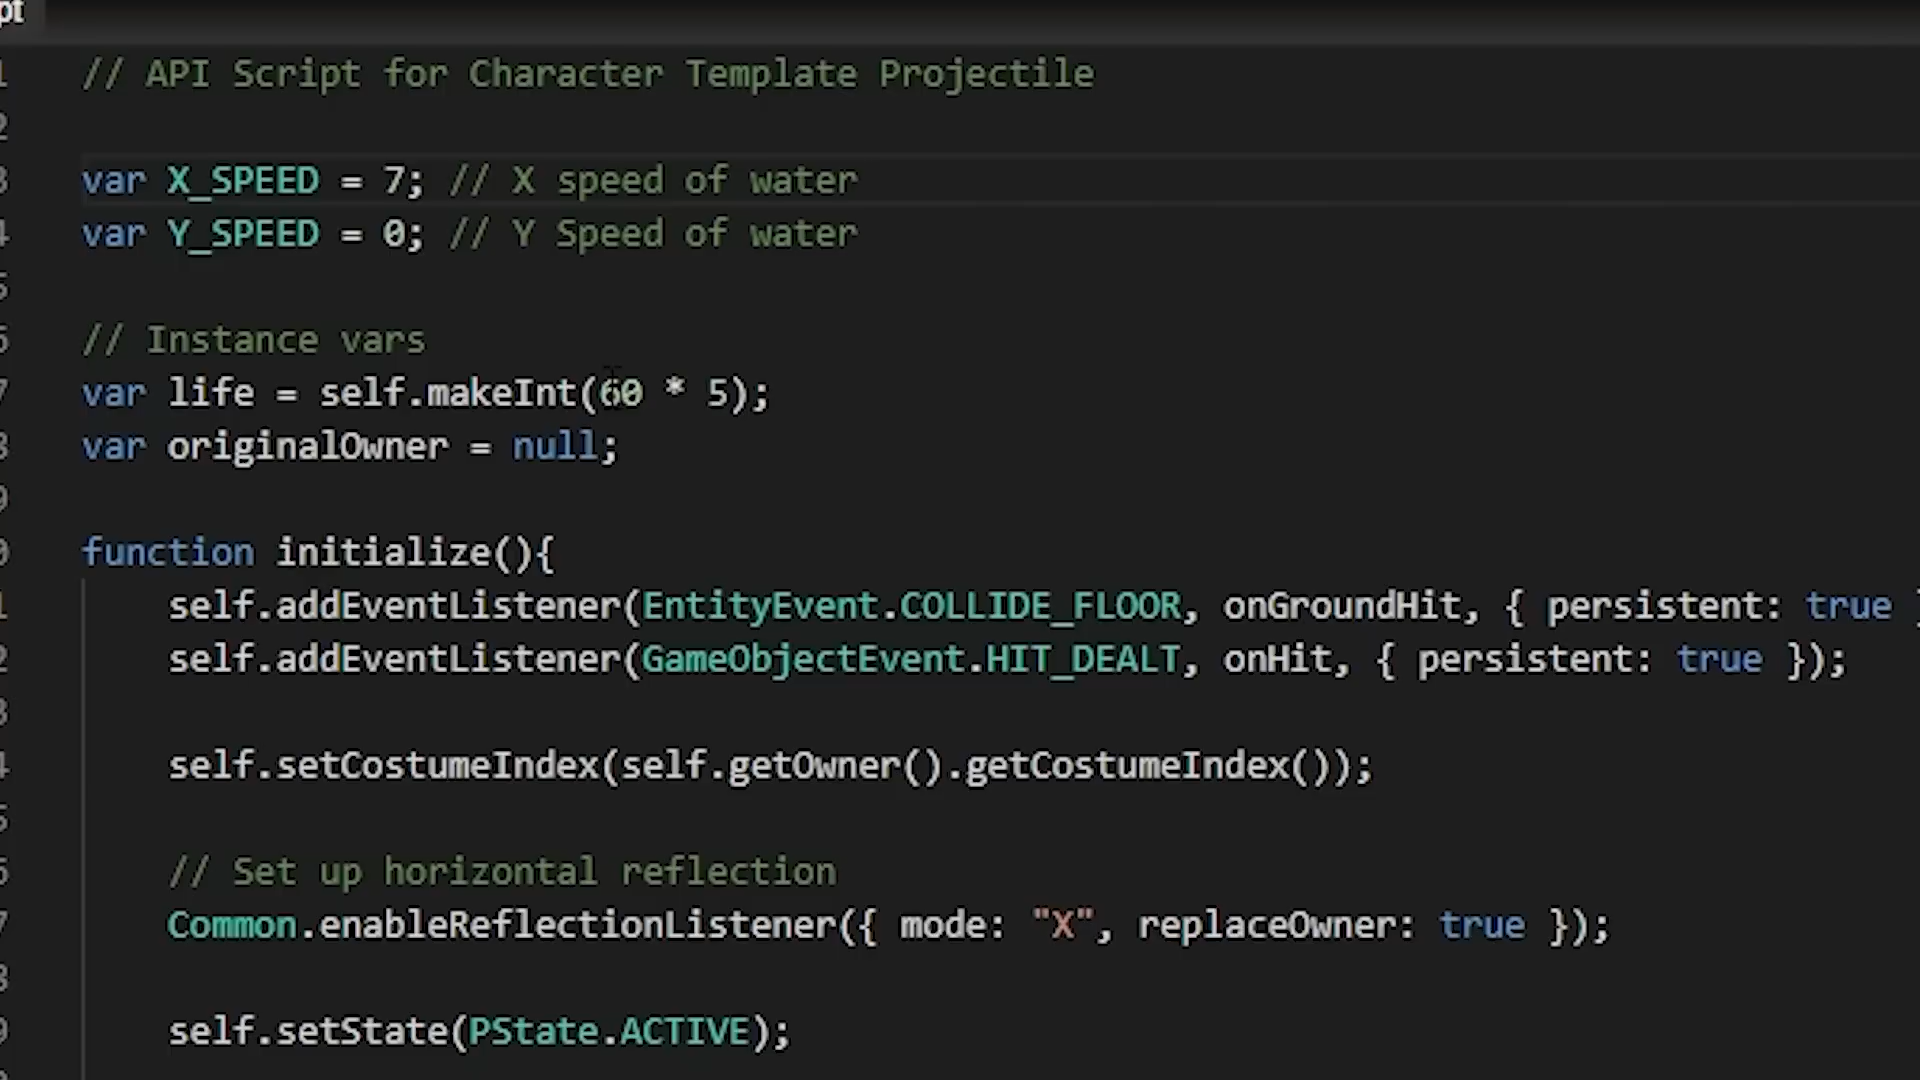 pt
1 // API Script for Character Template Projectile
2
3 var X_SPEED = 7; // X speed of water
4 var Y_SPEED = 0; // Y Speed of water
5
6 // Instance vars
7 var life = self.makeInt(60 * 5);
8 var originalOwner = null;
9
0 function initialize(){
1 self.addEventListener(EntityEvent.COLLIDE_FLOOR, onGroundHit, { persistent: true }
2 self.addEventListener(GameObjectEvent.HIT_DEALT, onHit, { persistent: true });
3
4 self.setCostumeIndex(self.getOwner().getCostumeIndex());
5
6 // Set up horizontal reflection
7 Common.enableReflectionListener({ mode: "X", replaceOwner: true });
8
9 self.setState(PState.ACTIVE);